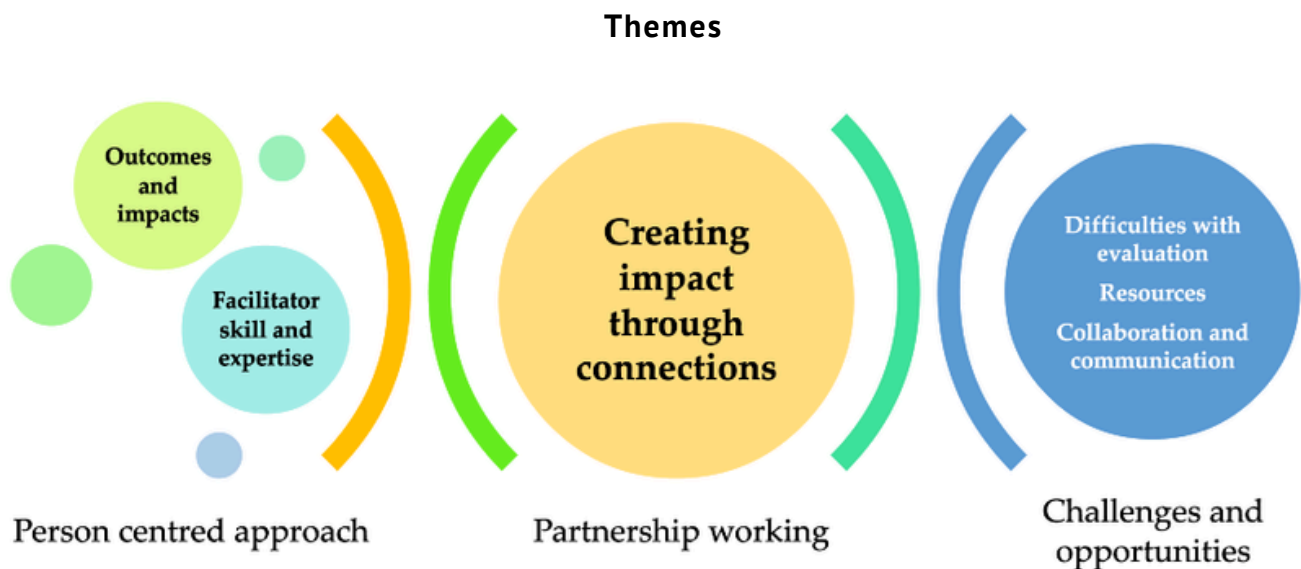 Themes
Outcomes
and
impacts
Facilitator
skill and
expertise
Person centred approach
Creating
impact
through
connections
Partnership working
Difficulties with
evaluation
Resources
Collaboration and
communication
Challenges and
opportunities